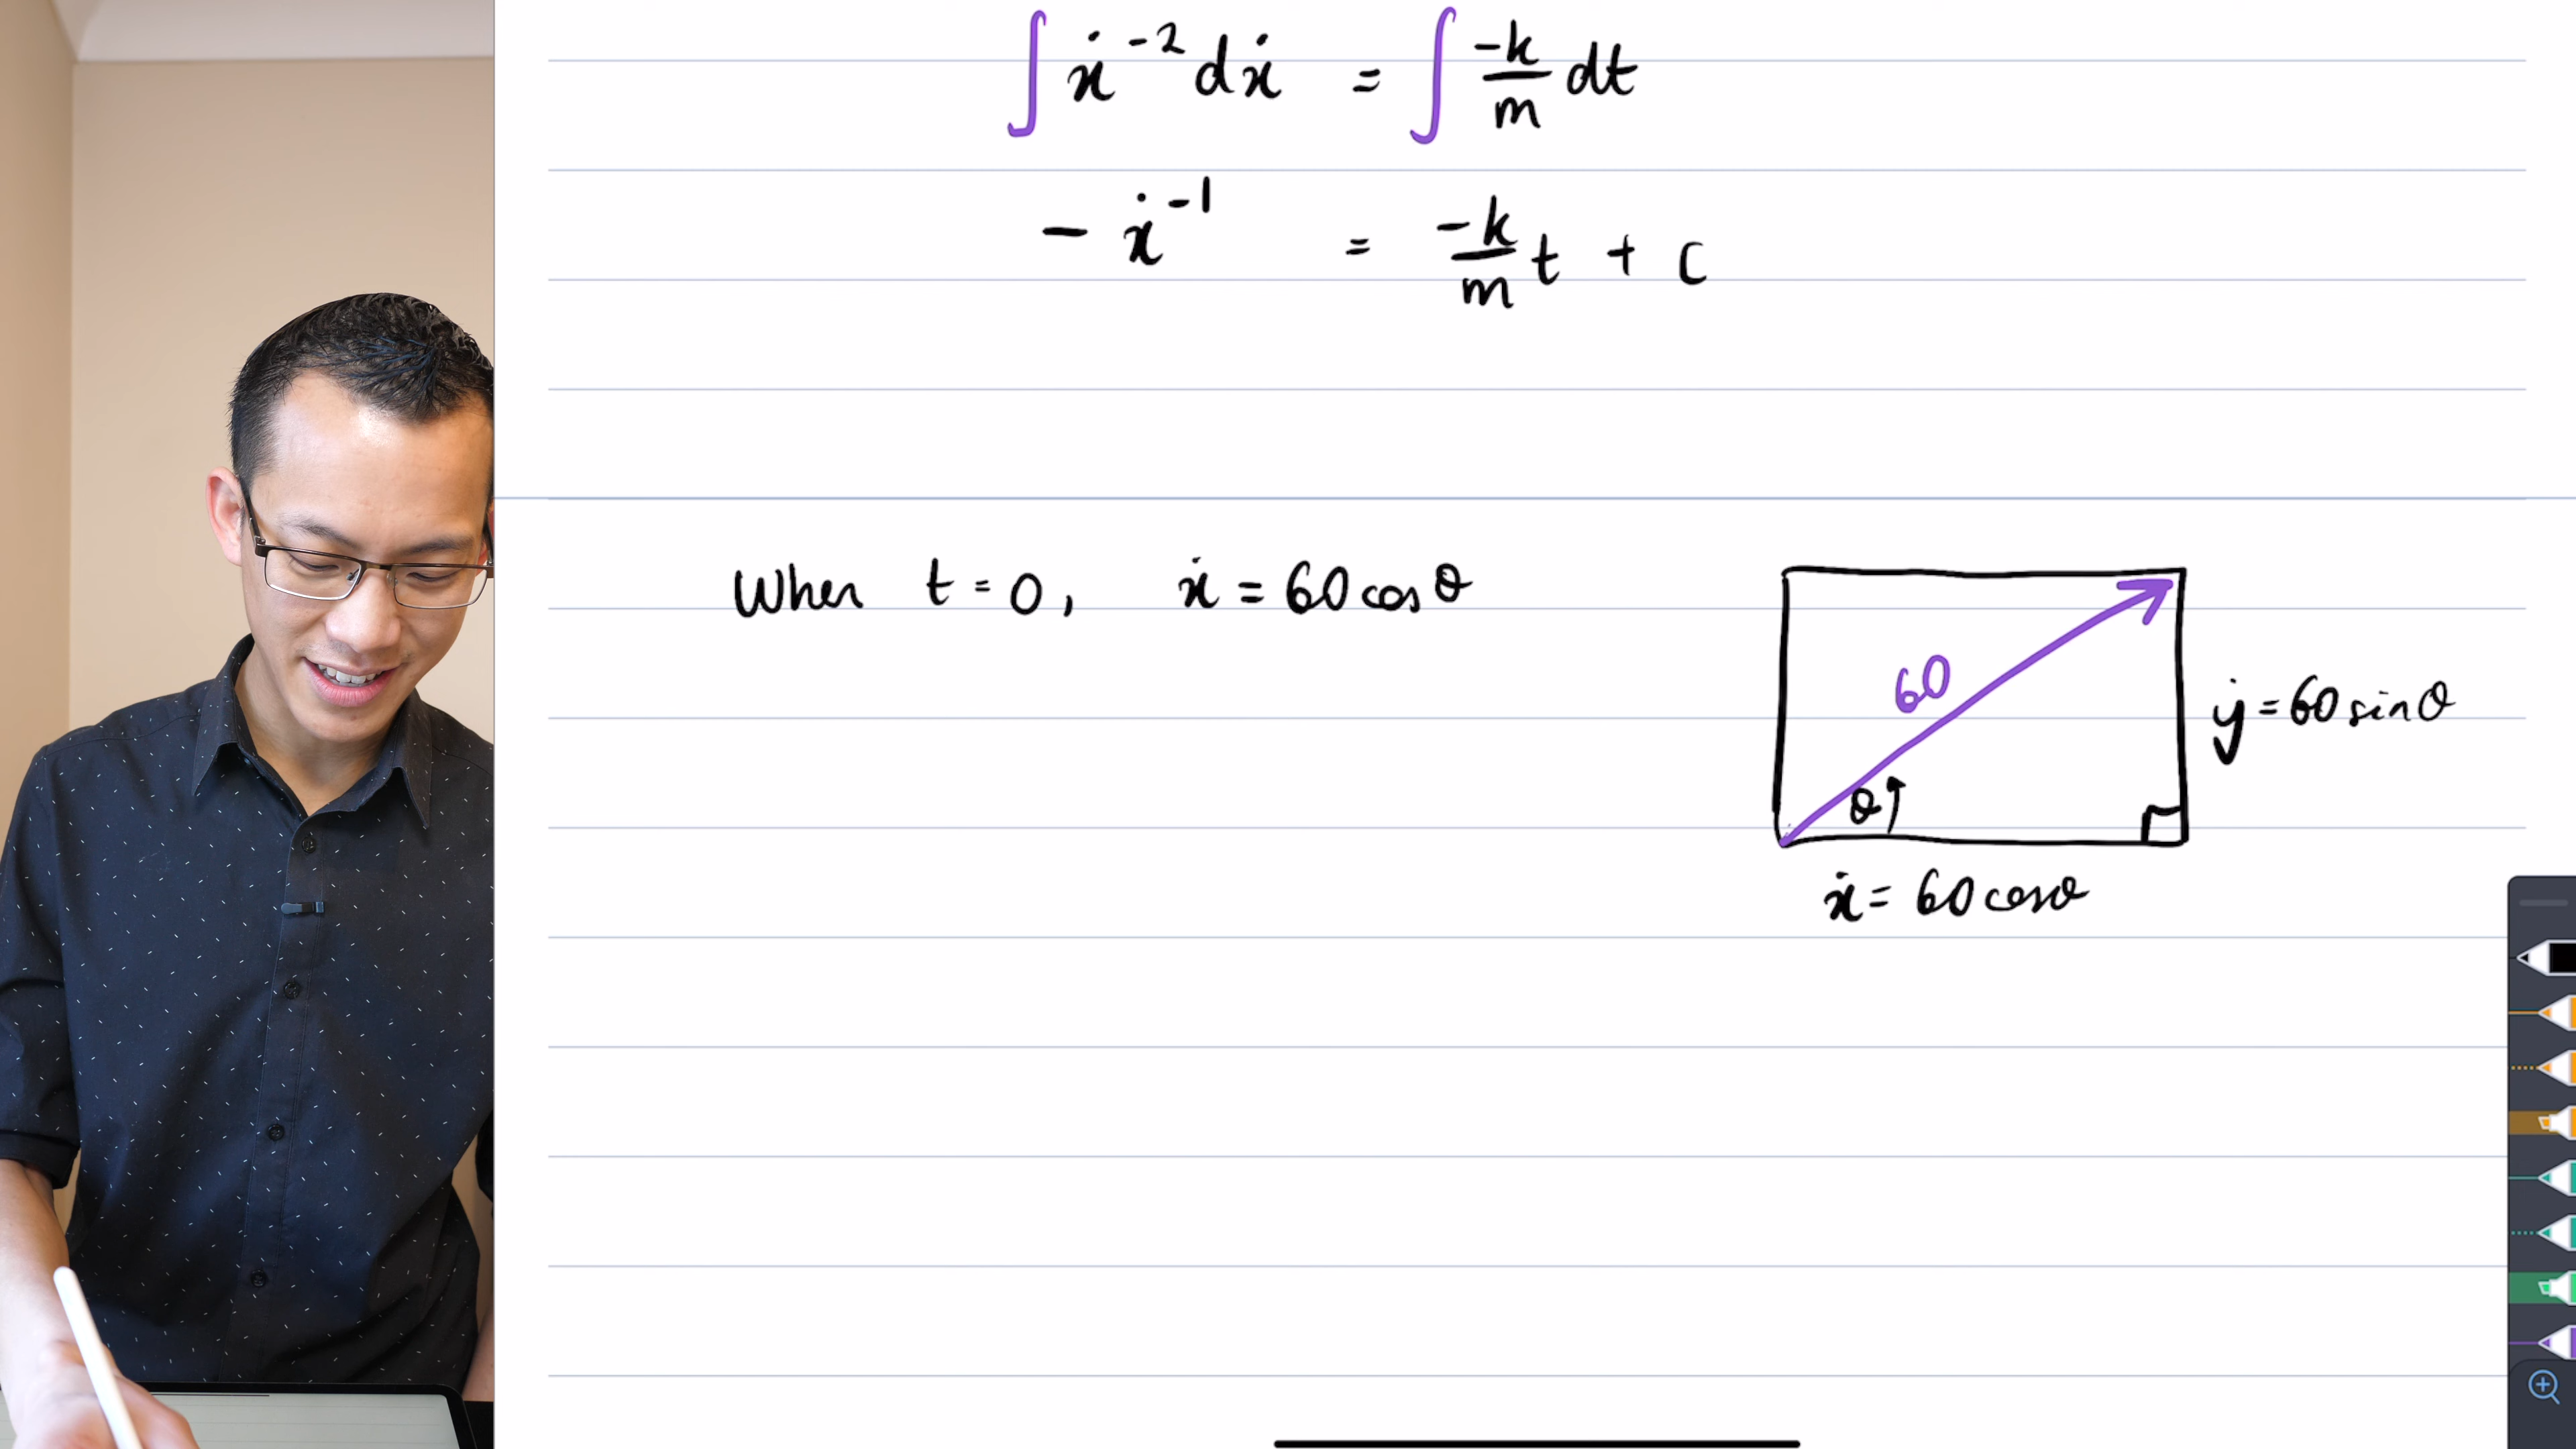 ∫ ẋ⁻² dẋ = ∫ -k/m dt
- ẋ⁻¹ = -k/m t + c
When t = 0, ẋ = 60 cos θ
60
ẏ = 60 sin θ
θ
ẋ = 60 cos θ